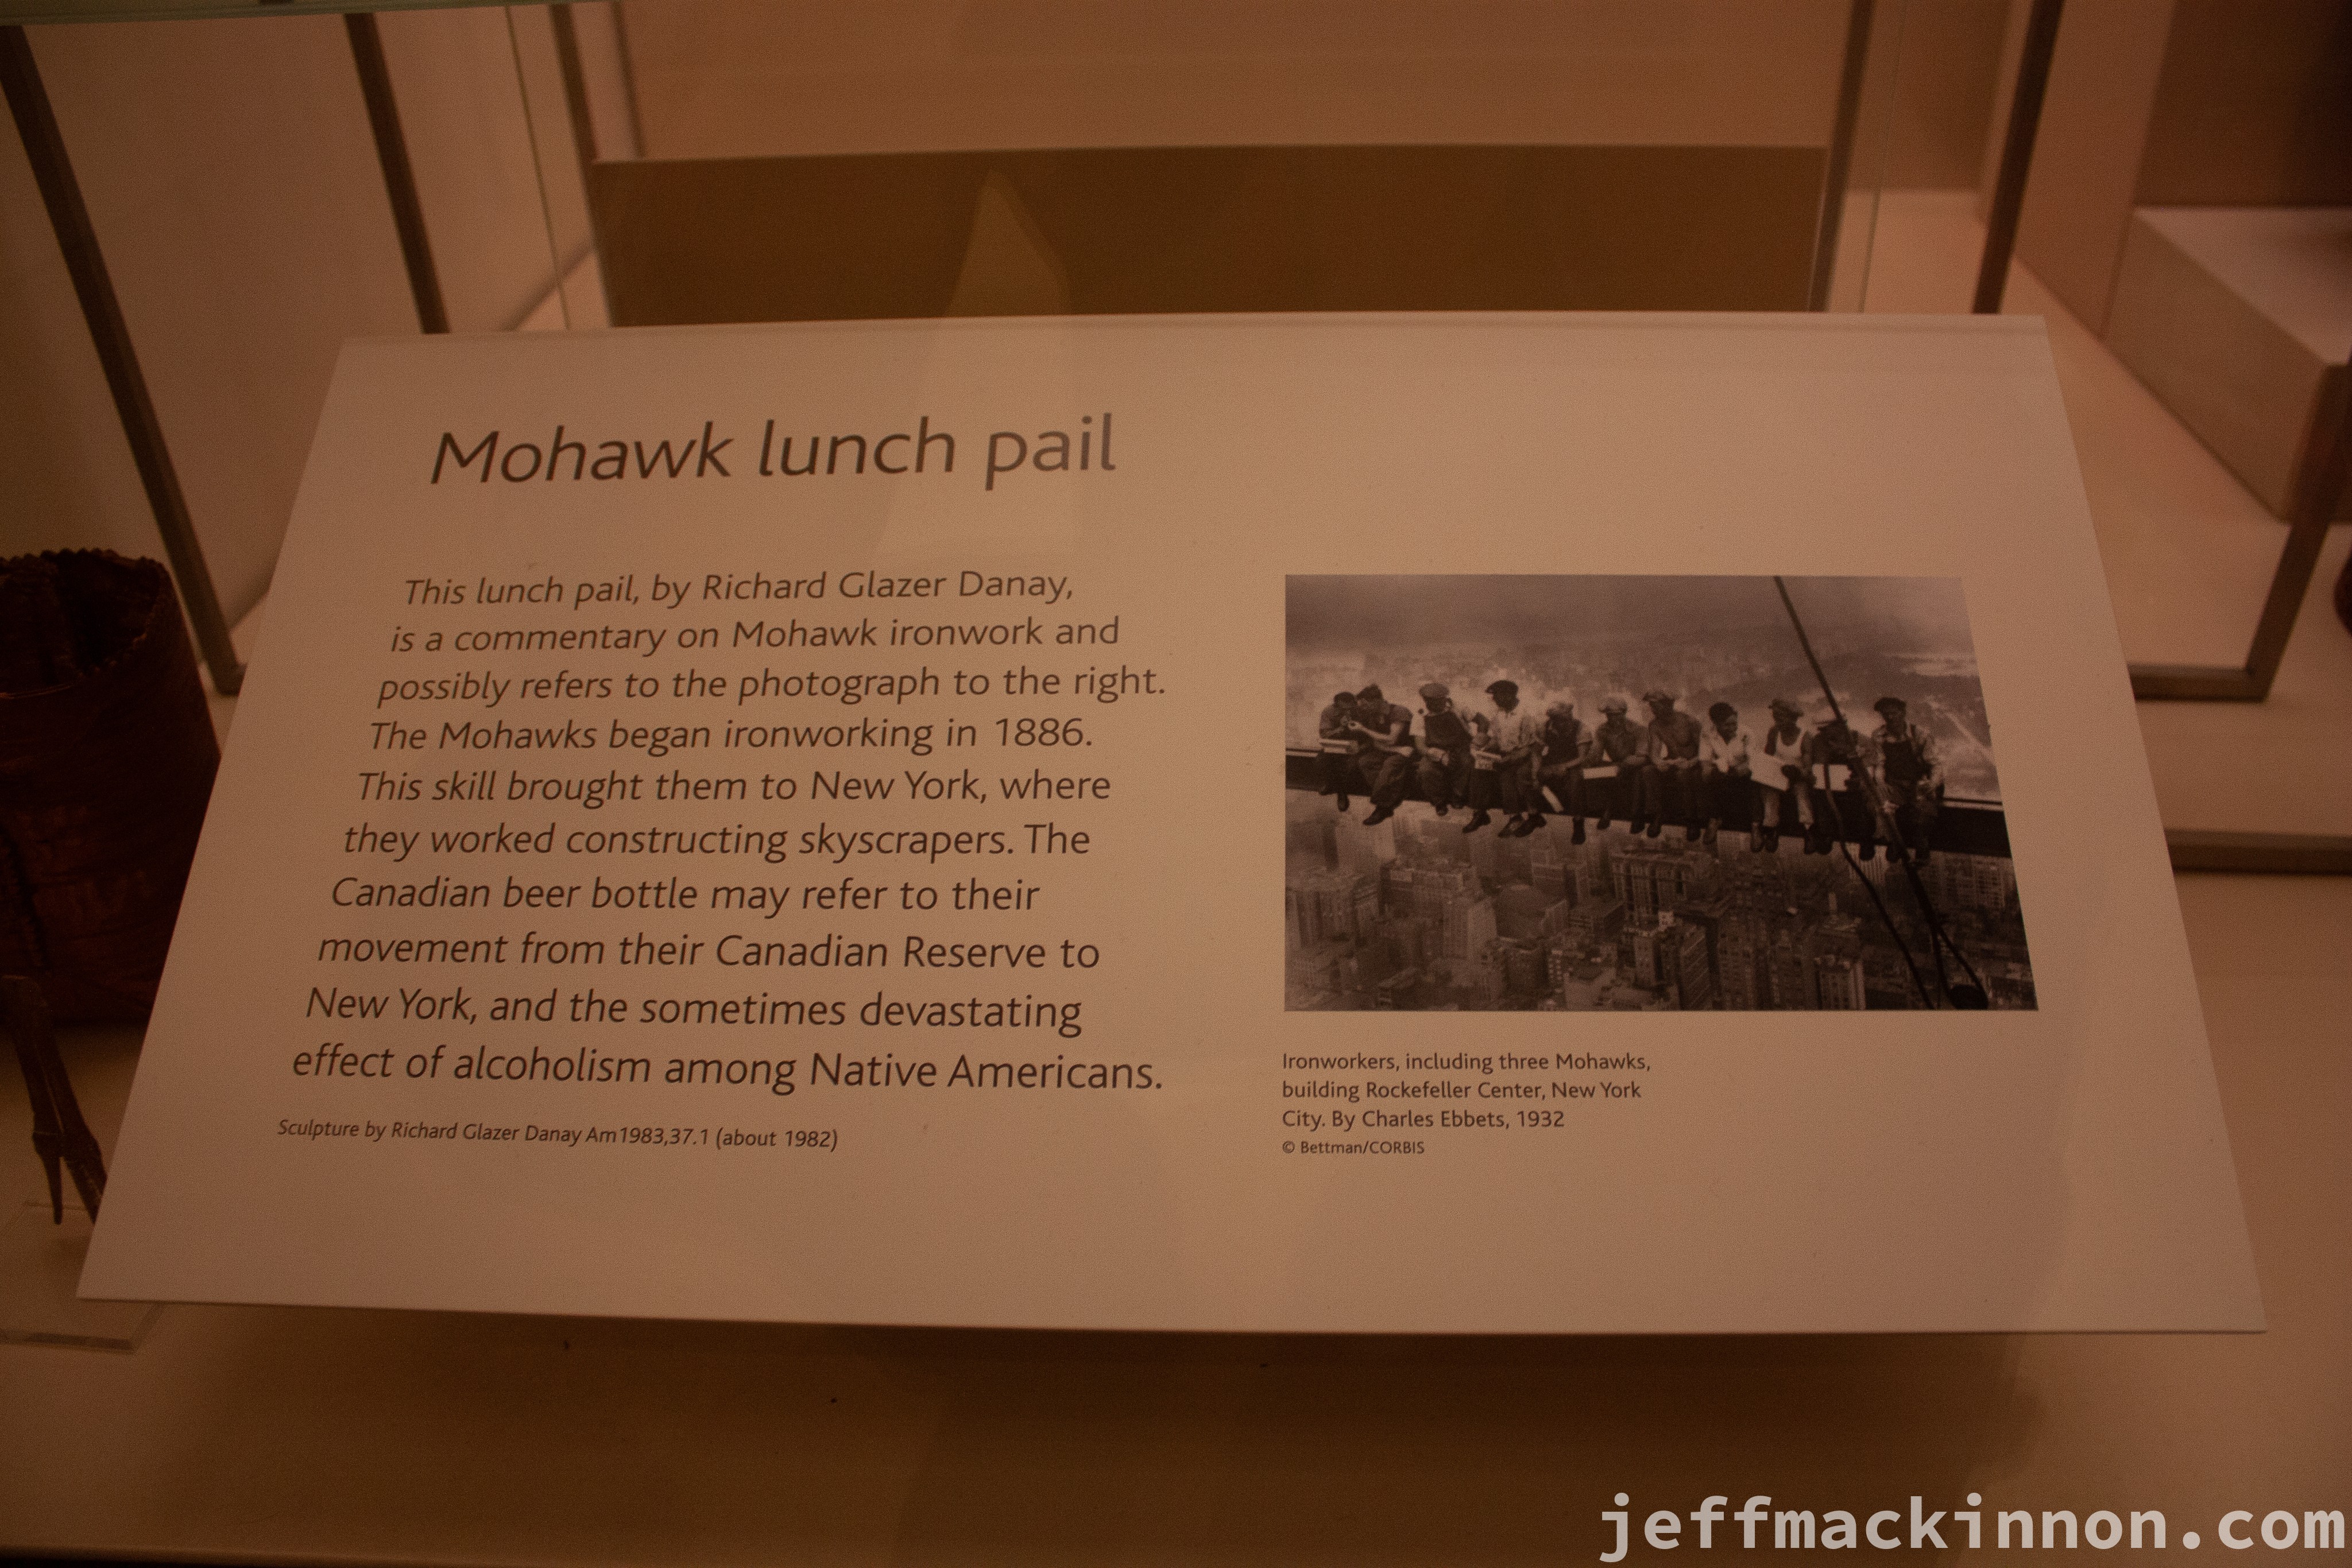 Mohawk lunch pail
This lunch pail, by Richard Glazer Danay,
is a commentary on Mohawk ironwork and
possibly refers to the photograph to the right.
The Mohawks began ironworking in 1886.
This skill brought them to New York, where
they worked constructing skyscrapers. The
Canadian beer bottle may refer to their
movement from their Canadian Reserve to
New York, and the sometimes devastating
effect of alcoholism among Native Americans.
Sculpture by Richard Glazer Danay Am1983,37.1 (about 1982)
Ironworkers, including three Mohawks,
building Rockefeller Center, New York
City. By Charles Ebbets, 1932
© Bettman/CORBIS
jeffmackinnon.com